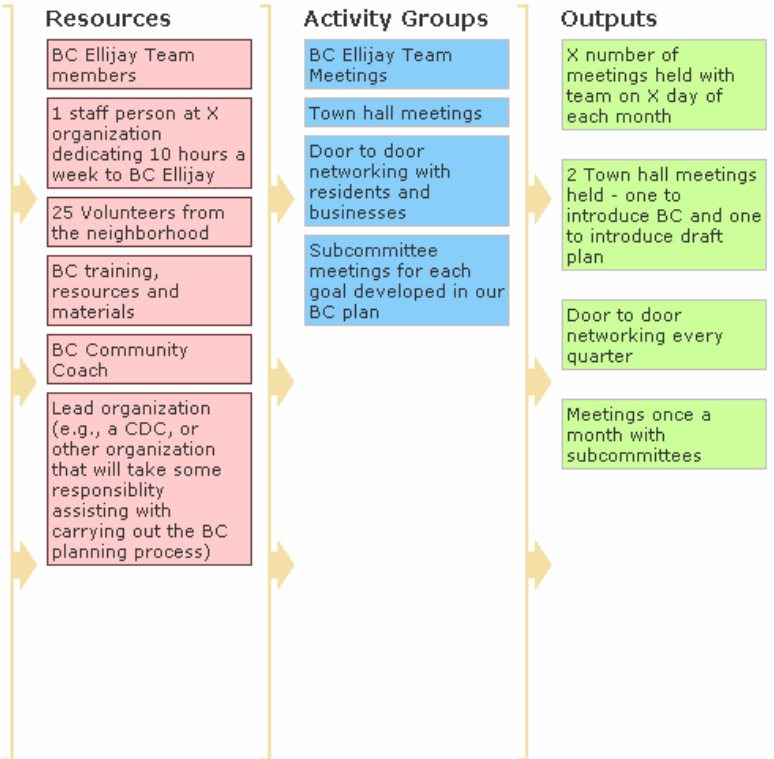 Resources
BC Ellijay Team
members
1 staff person at X
organization
dedicating 10 hours a
week to BC Ellijay
25 Volunteers from
the neighborhood
BC training,
resources and
materials
BC Community
Coach
Lead organization
(e.g., a CDC, or
other organization
that will take some
responsiblity
assisting with
carrying out the BC
planning process)
Activity Groups
BC Ellijay Team
Meetings
Town hall meetings
Door to door
networking with
residents and
businesses
Subcommittee
meetings for each
goal developed in our
BC plan
Outputs
X number of
meetings held with
team on X day of
each month
2 Town hall meetings
held - one to
introduce BC and one
to introduce draft
plan
Door to door
networking every
quarter
Meetings once a
month with
subcommittees